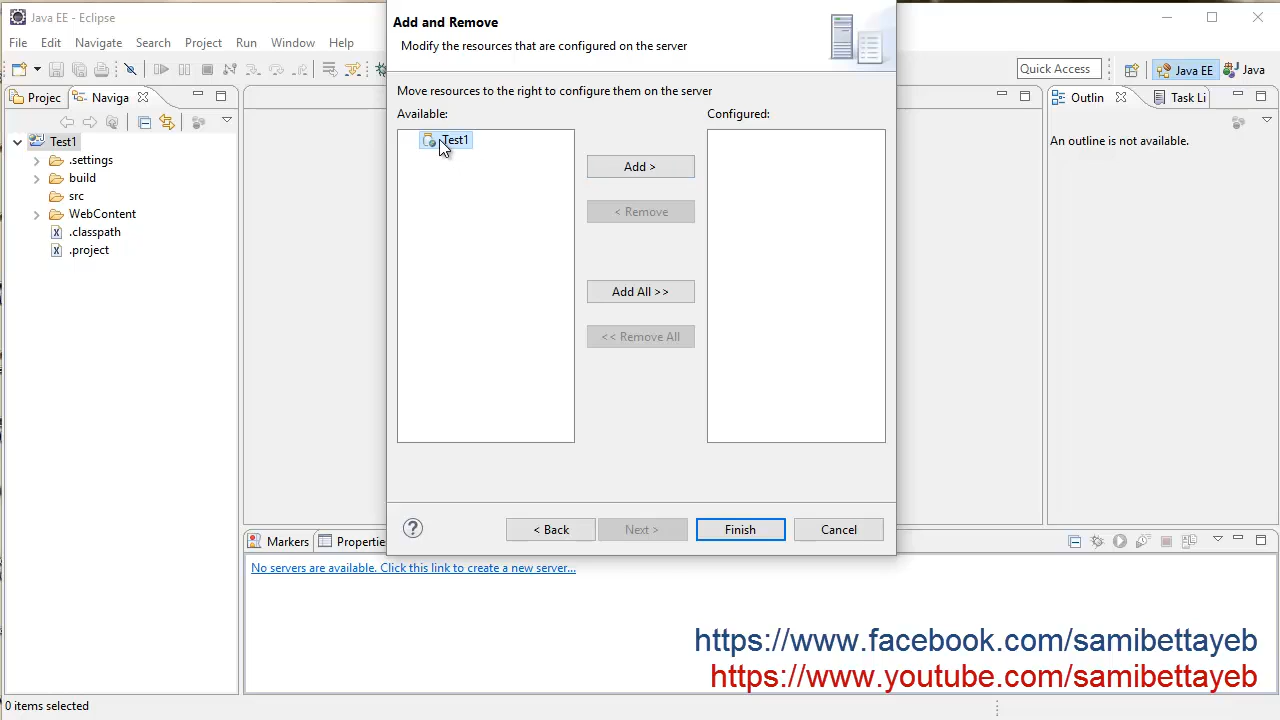 Java EE - Eclipse
File Edit Navigate Search Project Run Window Help
Quick Access
Java EE
Java
Projec
Naviga
Test1
.settings
build
src
WebContent
.classpath
.project
Add and Remove
Modify the resources that are configured on the server
Move resources to the right to configure them on the server
Available:
Configured:
Test1
Add >
< Remove
Add All >>
<< Remove All
< Back
Next >
Finish
Cancel
Outlin
Task Li
An outline is not available.
Markers
Propertie
No servers are available. Click this link to create a new server...
https://www.facebook.com/samibettayeb
https://www.youtube.com/samibettayeb
0 items selected